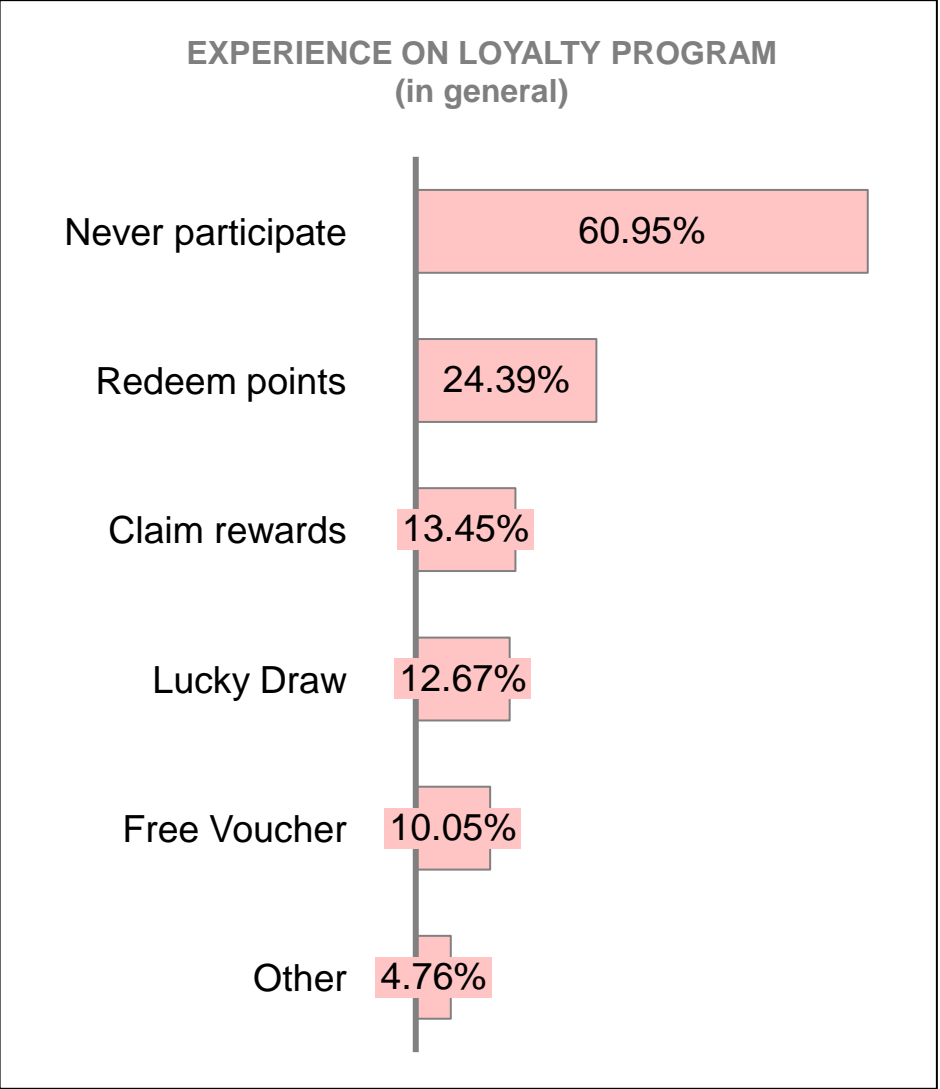 EXPERIENCE ON LOYALTY PROGRAM
(in general)
Never participate 60.95%
Redeem points 24.39%
Claim rewards 13.45%
Lucky Draw 12.67%
Free Voucher 10.05%
Other 4.76%